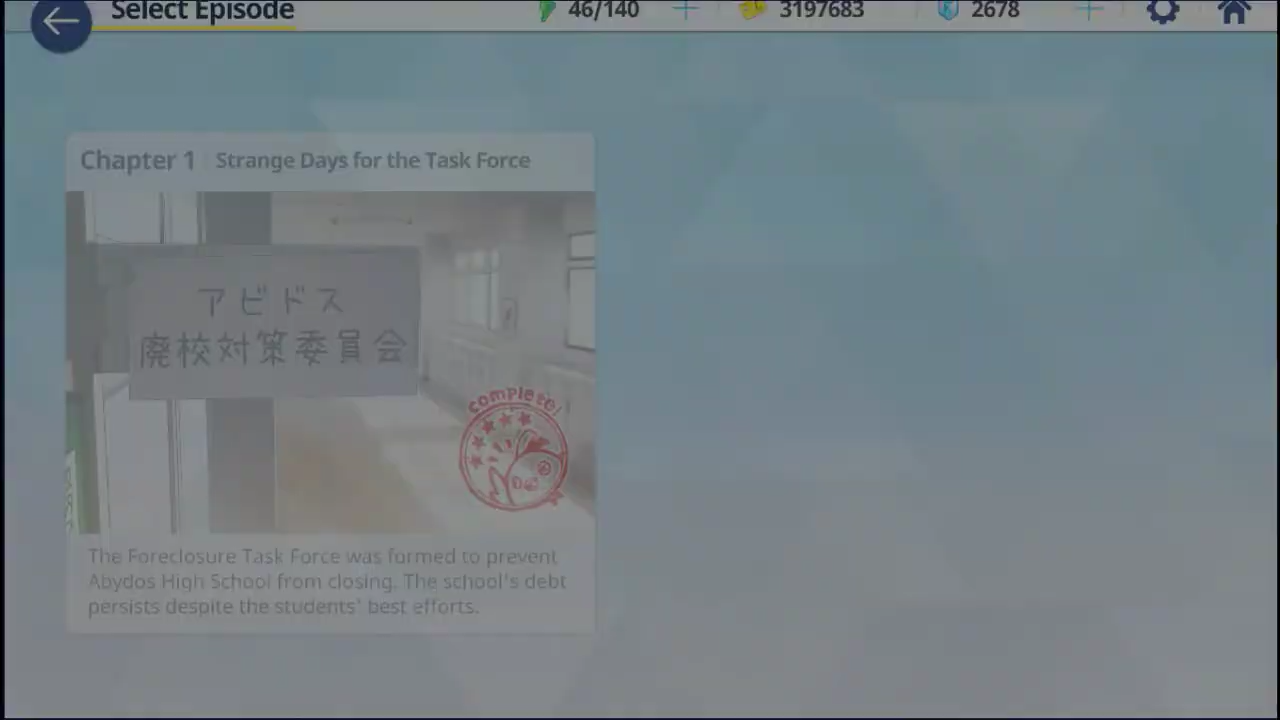 Select Episode
46/140
3197683
2678
Chapter 1 Strange Days for the Task Force
アビドス
廃校対策委員会
complete!
The Foreclosure Task Force was formed to prevent
Abydos High School from closing. The school's debt
persists despite the students' best efforts.